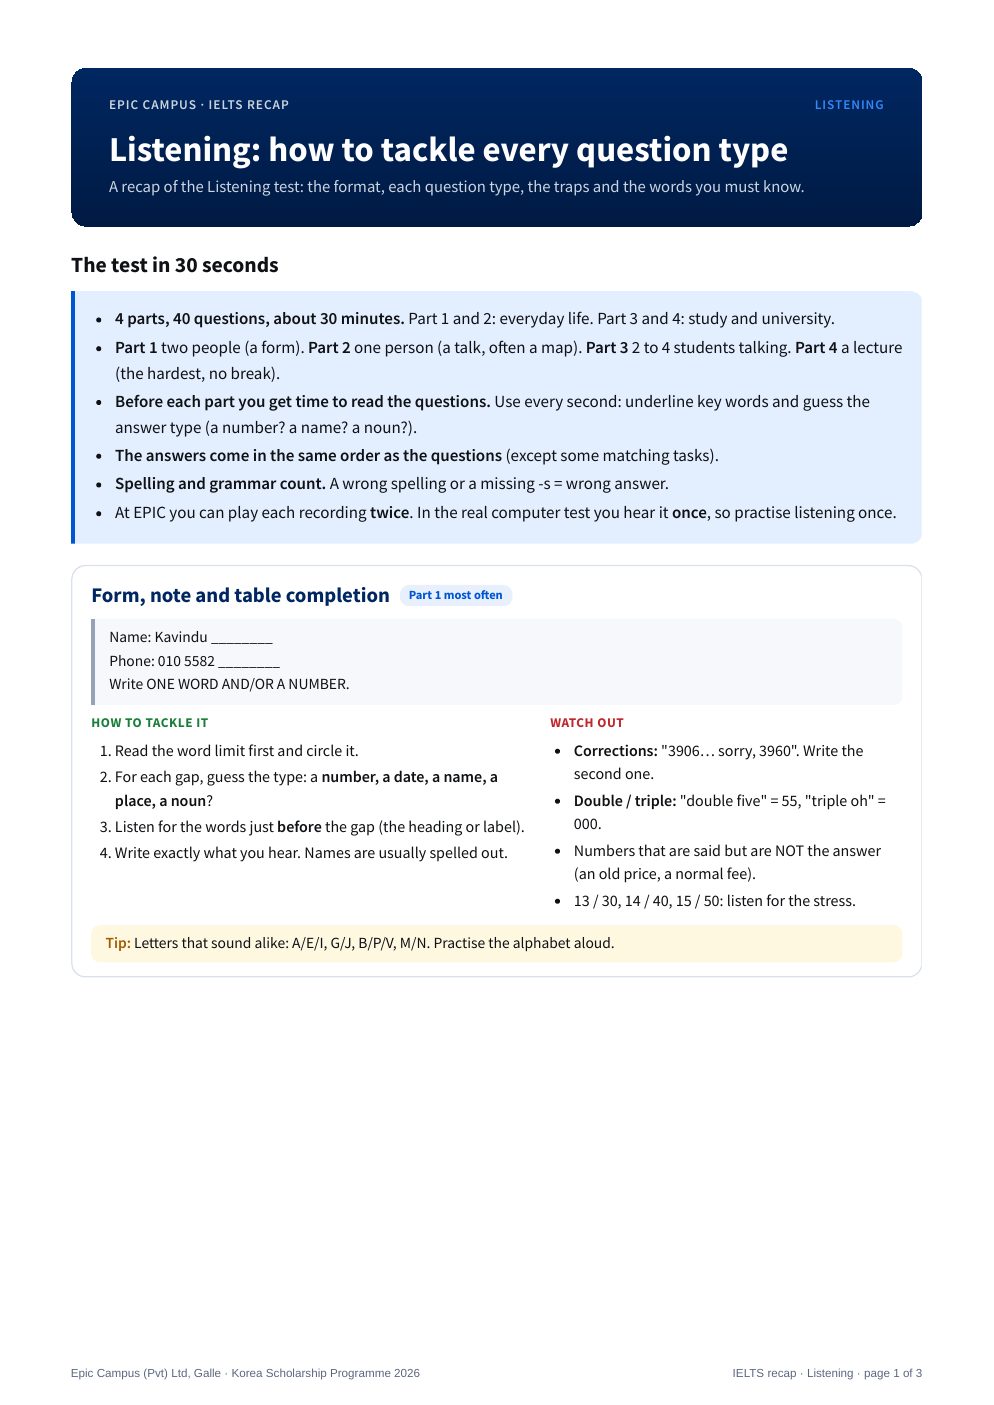 EPIC CAMPUS · IELTS RECAP
LISTENING
Listening: how to tackle every question type
A recap of the Listening test: the format, each question type, the traps and the words you must know.
The test in 30 seconds
• 4 parts, 40 questions, about 30 minutes. Part 1 and 2: everyday life. Part 3 and 4: study and university.
• Part 1 two people (a form). Part 2 one person (a talk, often a map). Part 3 2 to 4 students talking. Part 4 a lecture
(the hardest, no break).
• Before each part you get time to read the questions. Use every second: underline key words and guess the
answer type (a number? a name? a noun?).
• The answers come in the same order as the questions (except some matching tasks).
• Spelling and grammar count. A wrong spelling or a missing -s = wrong answer.
• At EPIC you can play each recording twice. In the real computer test you hear it once, so practise listening once.
Form, note and table completion
Part 1 most often
Name: Kavindu ________
Phone: 010 5582 ________
Write ONE WORD AND/OR A NUMBER.
HOW TO TACKLE IT
1. Read the word limit first and circle it.
2. For each gap, guess the type: a number, a date, a name, a
place, a noun?
3. Listen for the words just before the gap (the heading or label).
4. Write exactly what you hear. Names are usually spelled out.
WATCH OUT
• Corrections: "3906… sorry, 3960". Write the
second one.
• Double / triple: "double five" = 55, "triple oh" =
000.
• Numbers that are said but are NOT the answer
(an old price, a normal fee).
• 13 / 30, 14 / 40, 15 / 50: listen for the stress.
Tip: Letters that sound alike: A/E/I, G/J, B/P/V, M/N. Practise the alphabet aloud.
Epic Campus (Pvt) Ltd, Galle · Korea Scholarship Programme 2026
IELTS recap · Listening · page 1 of 3